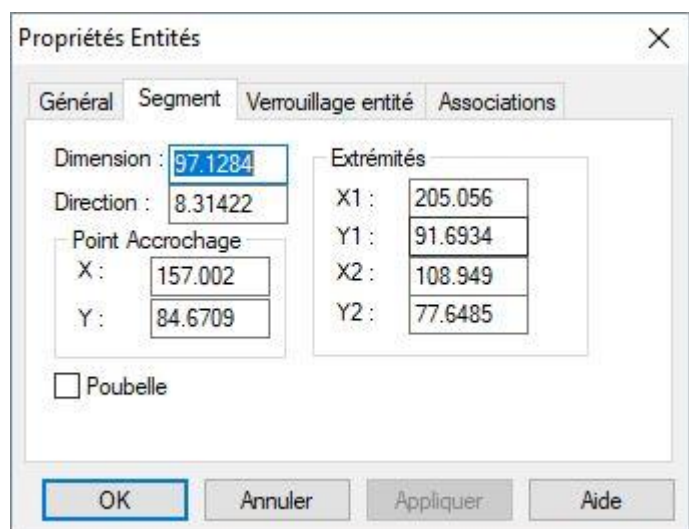 Propriétés Entités
Général Segment Verrouillage entité Associations
Dimension : 97.1284
Direction : 8.31422
Point Accrochage
X : 157.002
Y : 84.6709
Extrémités
X1 : 205.056
Y1 : 91.6934
X2 : 108.949
Y2 : 77.6485
Poubelle
OK Annuler Appliquer Aide